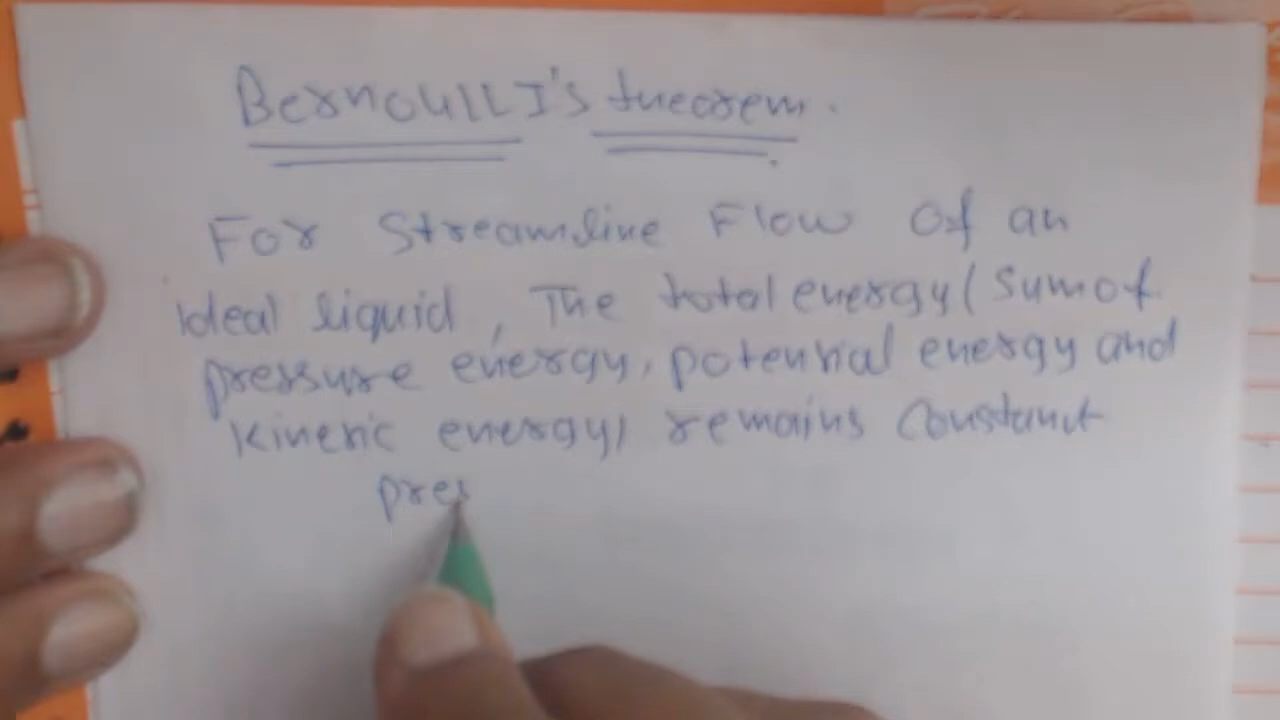 BernoULLI's theorem.
For Streamline Flow of an
ideal liquid, The total energy (Sum of
pressure energy, potential energy and
Kinetic energy) remains Constant
pres